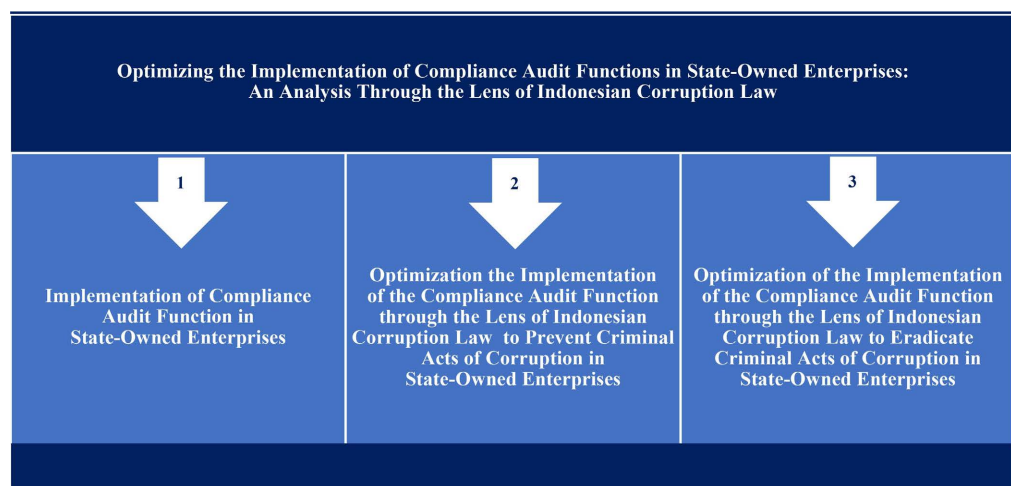 Optimizing the Implementation of Compliance Audit Functions in State-Owned Enterprises:
An Analysis Through the Lens of Indonesian Corruption Law
1
Implementation of Compliance
Audit Function in
State-Owned Enterprises
2
Optimization the Implementation
of the Compliance Audit Function
through the Lens of Indonesian
Corruption Law to Prevent Criminal
Acts of Corruption in
State-Owned Enterprises
3
Optimization of the Implementation
of the Compliance Audit Function
through the Lens of Indonesian
Corruption Law to Eradicate
Criminal Acts of Corruption in
State-Owned Enterprises